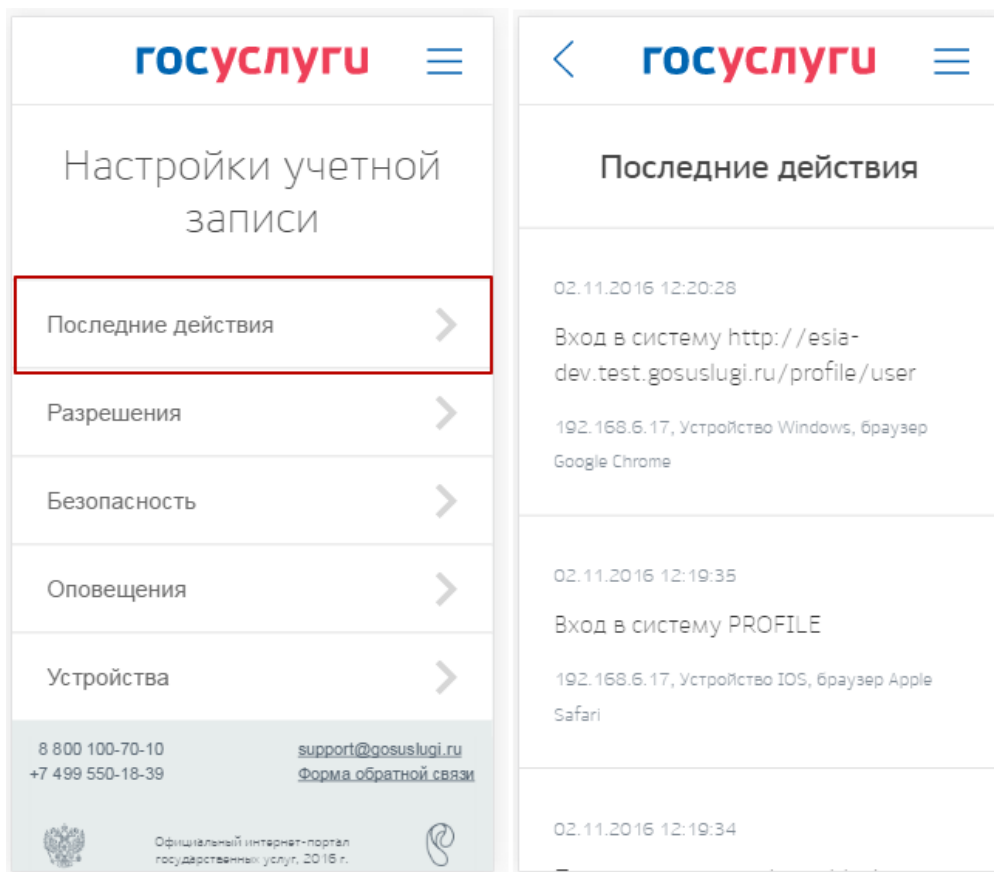 госуслуги
Настройки учетной
записи
Последние действия
Разрешения
Безопасность
Оповещения
Устройства
8 800 100-70-10
+7 499 550-18-39
support@gosuslugi.ru
Форма обратной связи
Официальный интернет-портал
государственных услуг, 2016 г.
госуслуги
Последние действия
02.11.2016 12:20:28
Вход в систему http://esia-
dev.test.gosuslugi.ru/profile/user
192.168.6.17, Устройство Windows, браузер
Google Chrome
02.11.2016 12:19:35
Вход в систему PROFILE
192.168.6.17, Устройство IOS, браузер Apple
Safari
02.11.2016 12:19:34